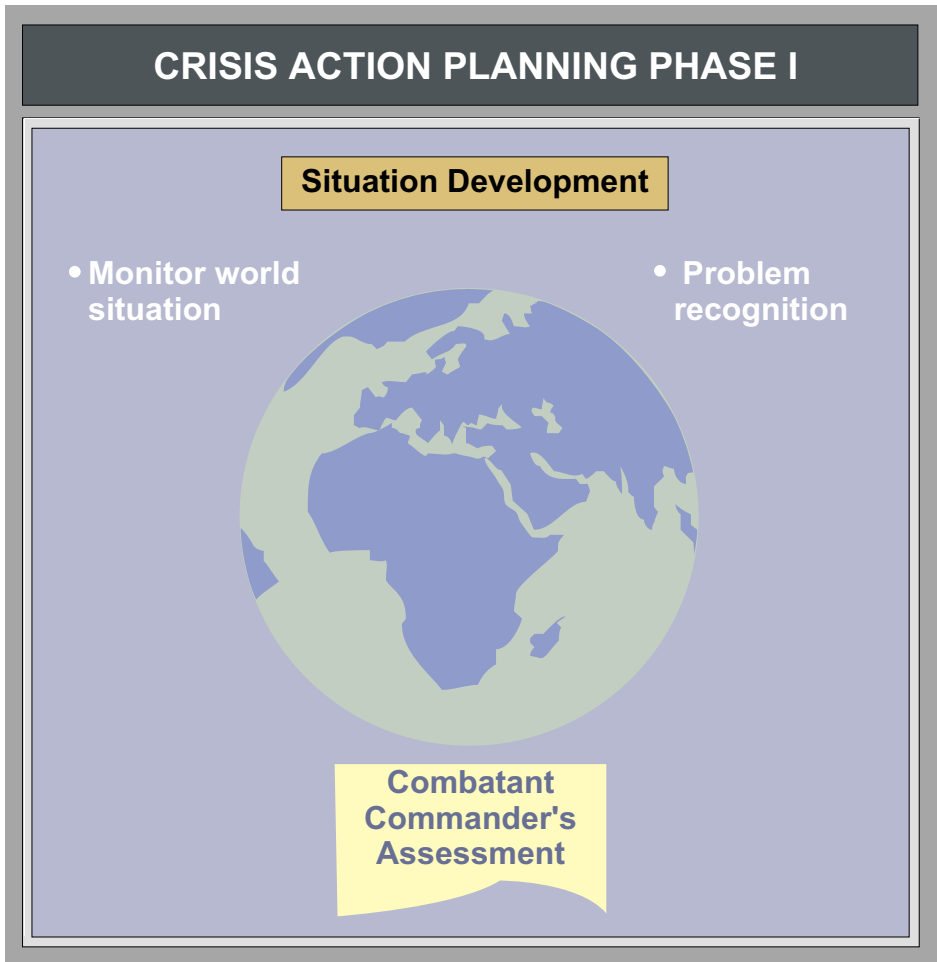 CRISIS ACTION PLANNING PHASE I
Situation Development
• Monitor world
situation
• Problem
recognition
Combatant
Commander's
Assessment